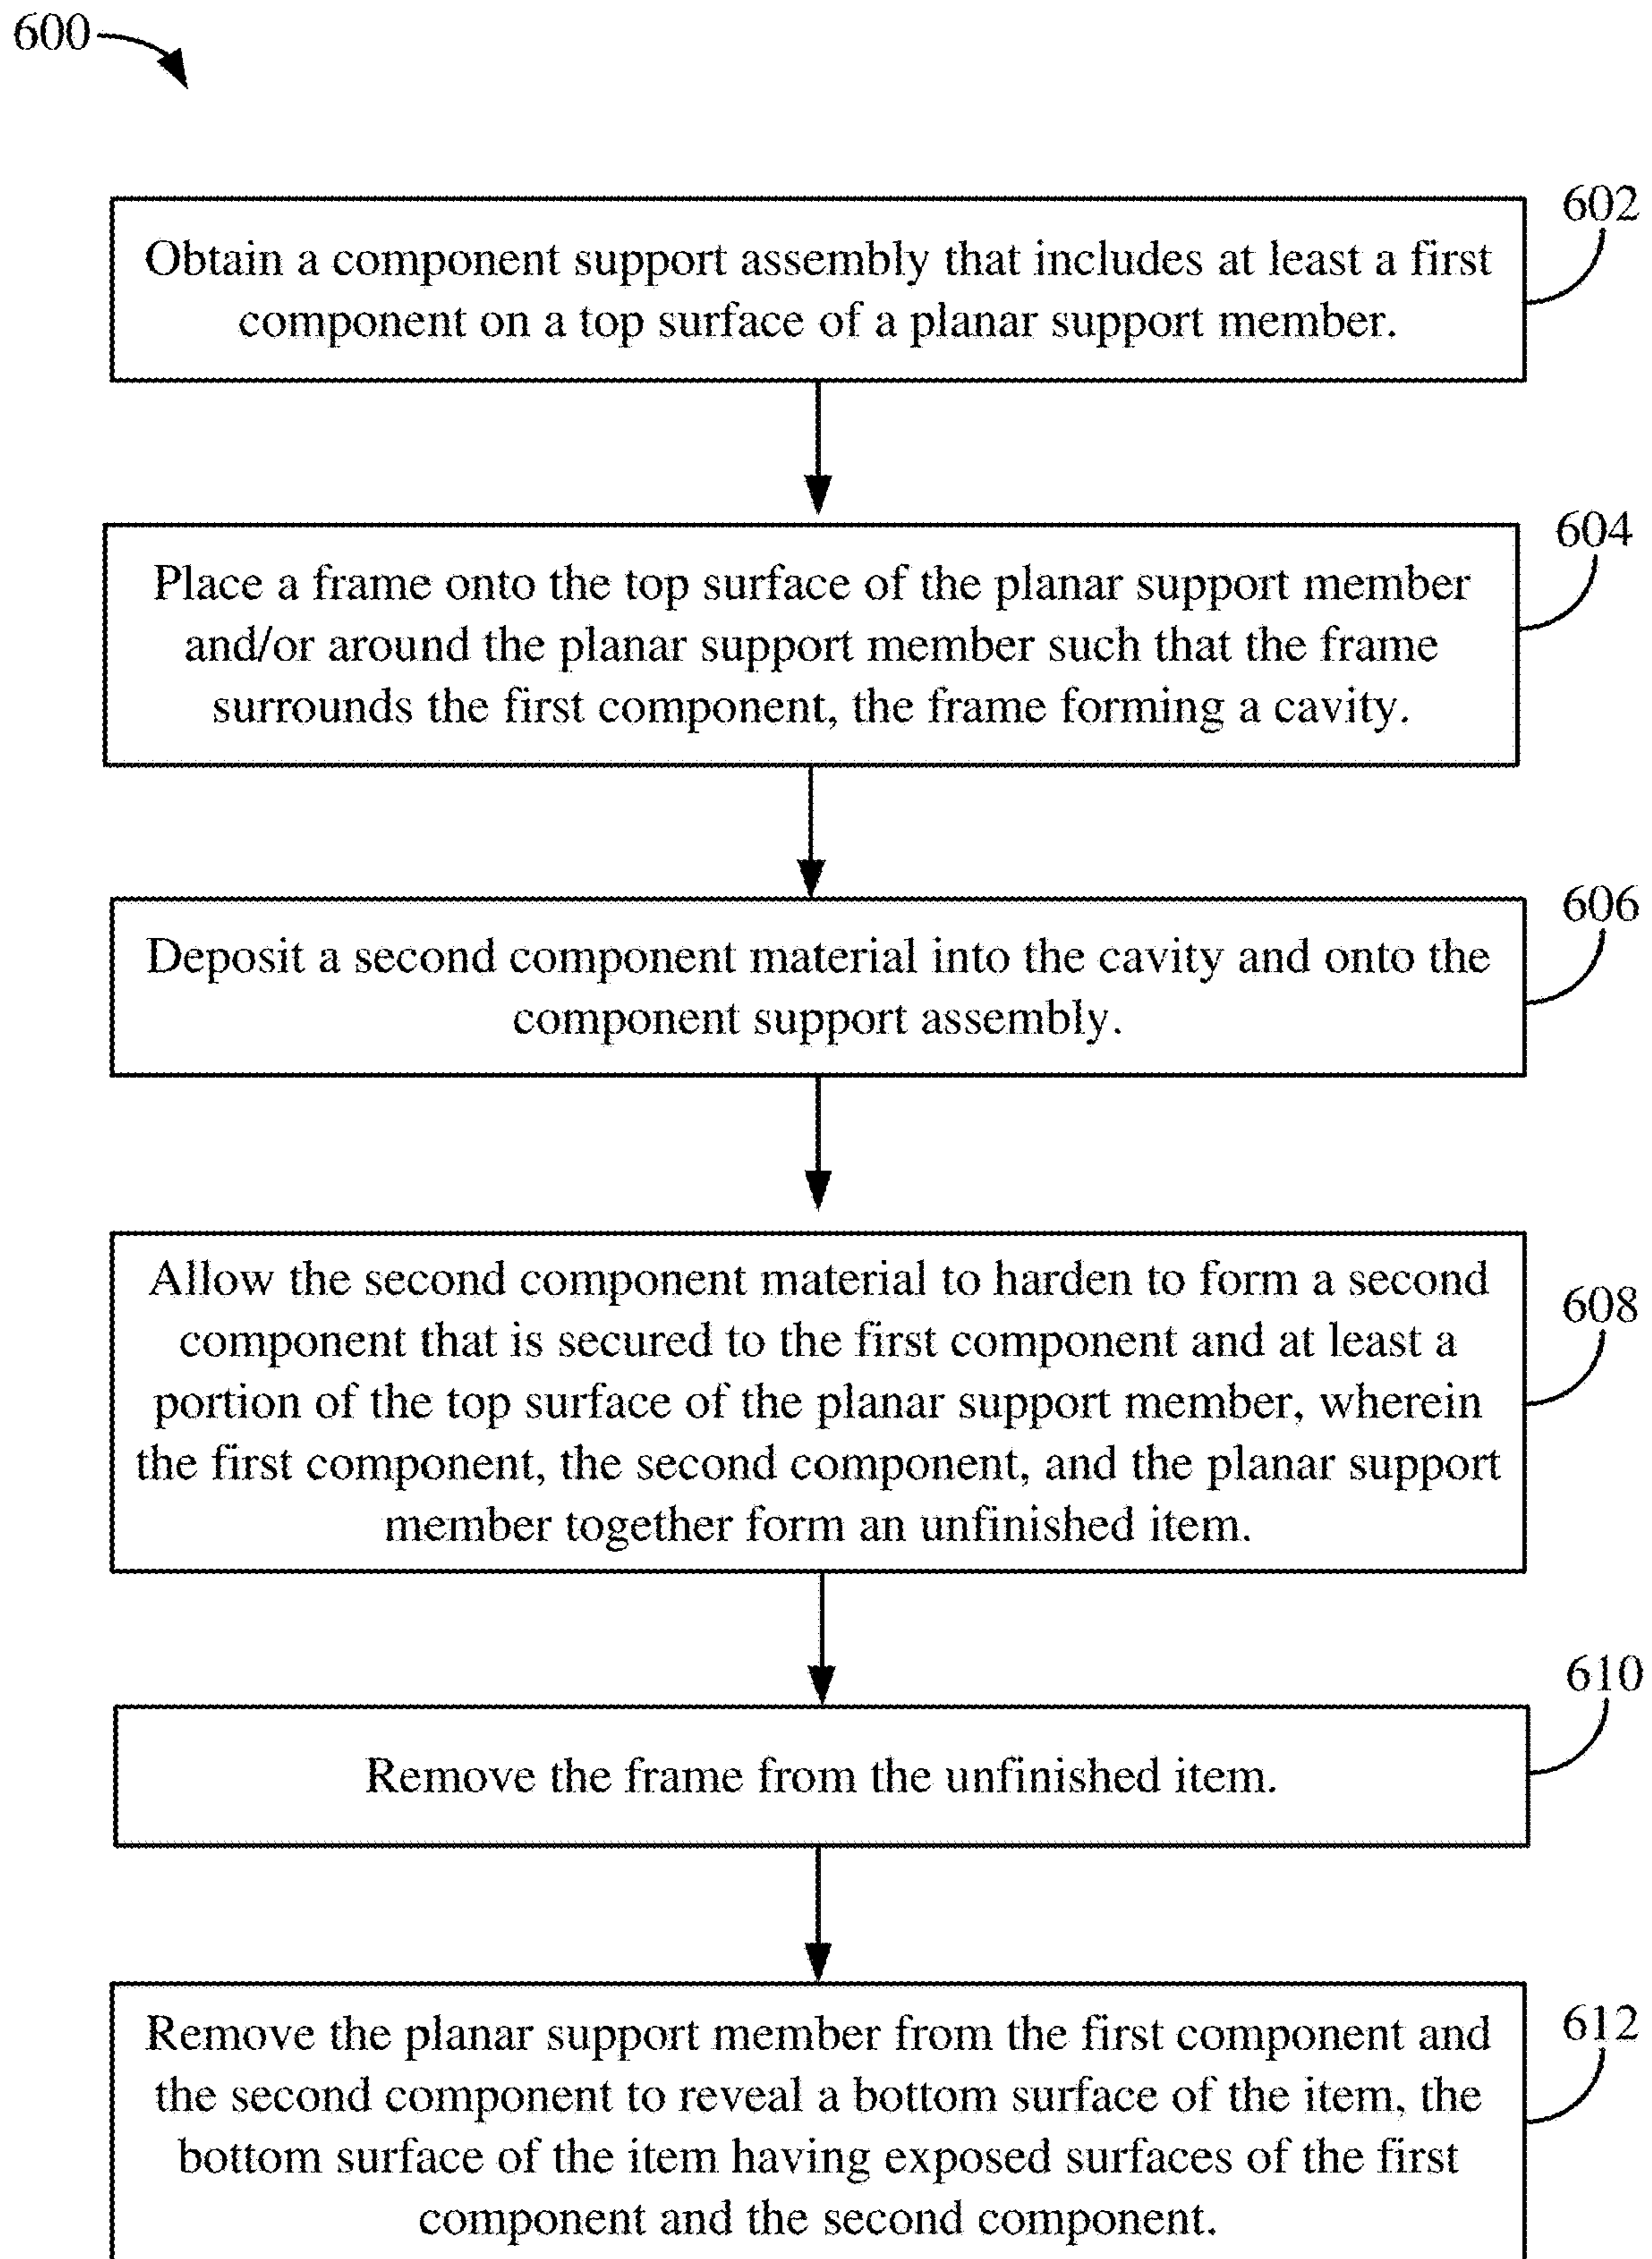 600
602
Obtain a component support assembly that includes at least a first
component on a top surface of a planar support member.
604
Place a frame onto the top surface of the planar support member
and/or around the planar support member such that the frame
surrounds the first component, the frame forming a cavity.
606
Deposit a second component material into the cavity and onto the
component support assembly.
608
Allow the second component material to harden to form a second
component that is secured to the first component and at least a
portion of the top surface of the planar support member, wherein
the first component, the second component, and the planar support
member together form an unfinished item.
610
Remove the frame from the unfinished item.
612
Remove the planar support member from the first component and
the second component to reveal a bottom surface of the item, the
bottom surface of the item having exposed surfaces of the first
component and the second component.